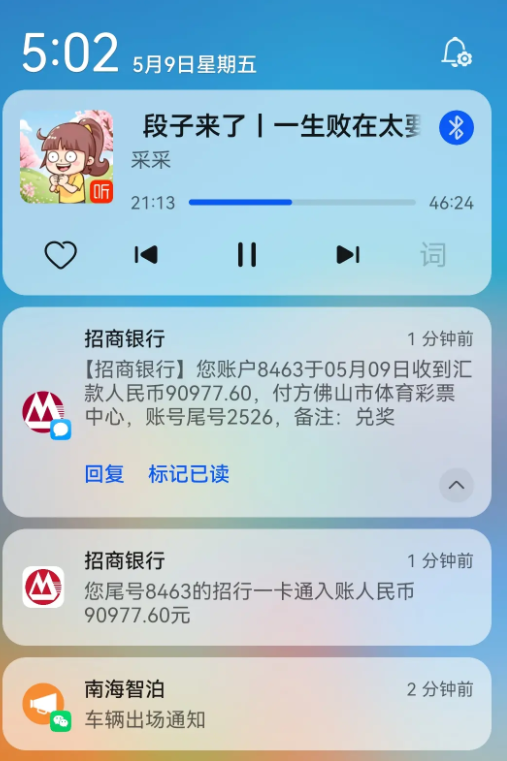 5:02 5月9日星期五
段子来了丨一生败在太要
采采
听
21:13 46:24
词
招商银行 1 分钟前
【招商银行】您账户8463于05月09日收到汇
款人民币90977.60，付方佛山市体育彩票
中心，账号尾号2526，备注：兑奖
回复 标记已读
招商银行 1 分钟前
您尾号8463的招行一卡通入账人民币
90977.60元
南海智泊 2 分钟前
车辆出场通知